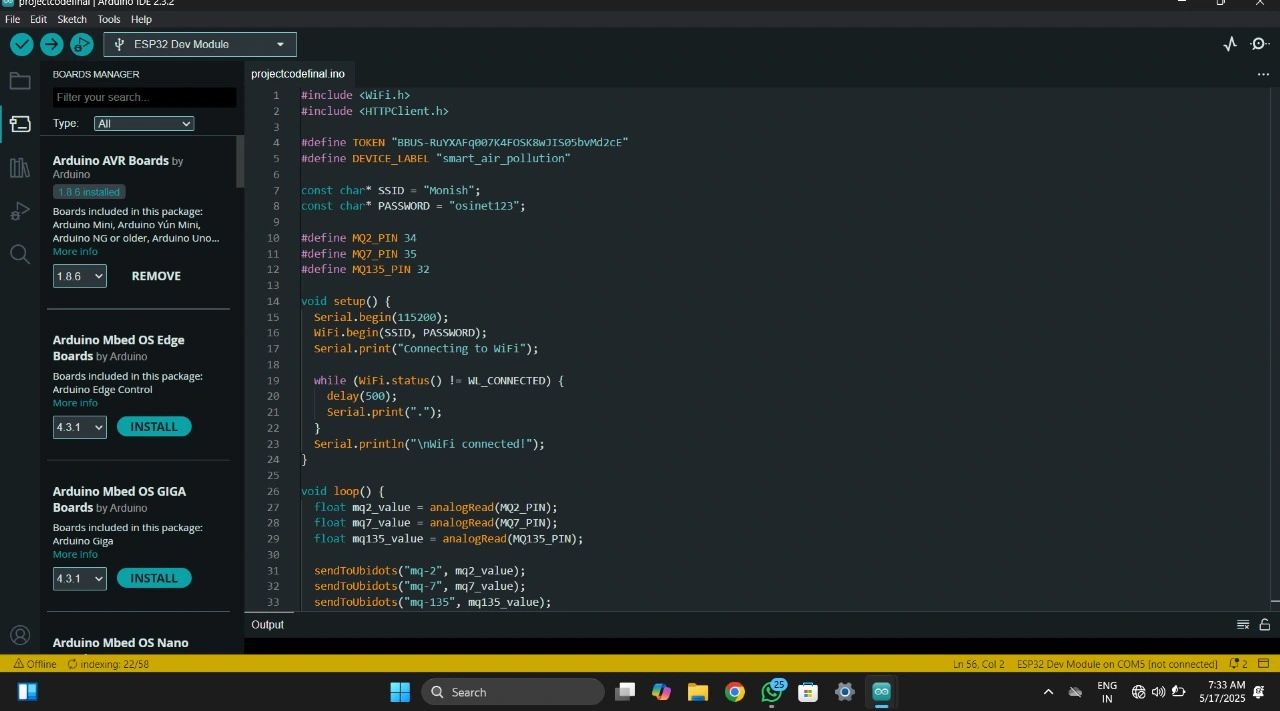 projectcodefinal | Arduino IDE 2.3.2
File Edit Sketch Tools Help
ESP32 Dev Module
BOARDS MANAGER
Filter your search...
Type: All
Arduino AVR Boards by
Arduino
1.8.6 installed
Boards included in this package:
Arduino Mini, Arduino Yún Mini,
Arduino NG or older, Arduino Uno...
More info
1.8.6 REMOVE
Arduino Mbed OS Edge
Boards by Arduino
Boards included in this package:
Arduino Edge Control
More info
4.3.1 INSTALL
Arduino Mbed OS GIGA
Boards by Arduino
Boards included in this package:
Arduino Giga
More info
4.3.1 INSTALL
Arduino Mbed OS Nano
projectcodefinal.ino
1 #include <WiFi.h>
2 #include <HTTPClient.h>
3
4 #define TOKEN "BBUS-RuYXAFq007K4FOSK8wJIS05bvMd2cE"
5 #define DEVICE_LABEL "smart_air_pollution"
6
7 const char* SSID = "Monish";
8 const char* PASSWORD = "osinet123";
9
10 #define MQ2_PIN 34
11 #define MQ7_PIN 35
12 #define MQ135_PIN 32
13
14 void setup() {
15 Serial.begin(115200);
16 WiFi.begin(SSID, PASSWORD);
17 Serial.print("Connecting to WiFi");
18
19 while (WiFi.status() != WL_CONNECTED) {
20 delay(500);
21 Serial.print(".");
22 }
23 Serial.println("\nWiFi connected!");
24 }
25
26 void loop() {
27 float mq2_value = analogRead(MQ2_PIN);
28 float mq7_value = analogRead(MQ7_PIN);
29 float mq135_value = analogRead(MQ135_PIN);
30
31 sendToUbidots("mq-2", mq2_value);
32 sendToUbidots("mq-7", mq7_value);
33 sendToUbidots("mq-135", mq135_value);
Output
Offline indexing: 22/58
Ln 56, Col 2 ESP32 Dev Module on COM5 [not connected] 2
Search
25
ENG
IN
7:33 AM
5/17/2025